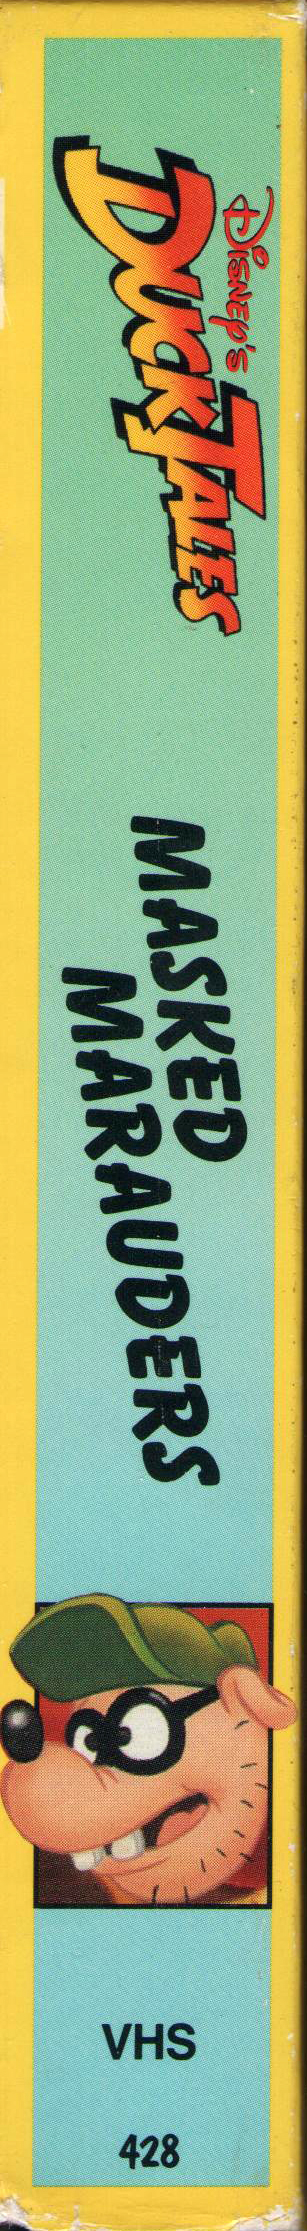 Disney's
DUCKTALES
MASKED
MARAUDERS
VHS
428